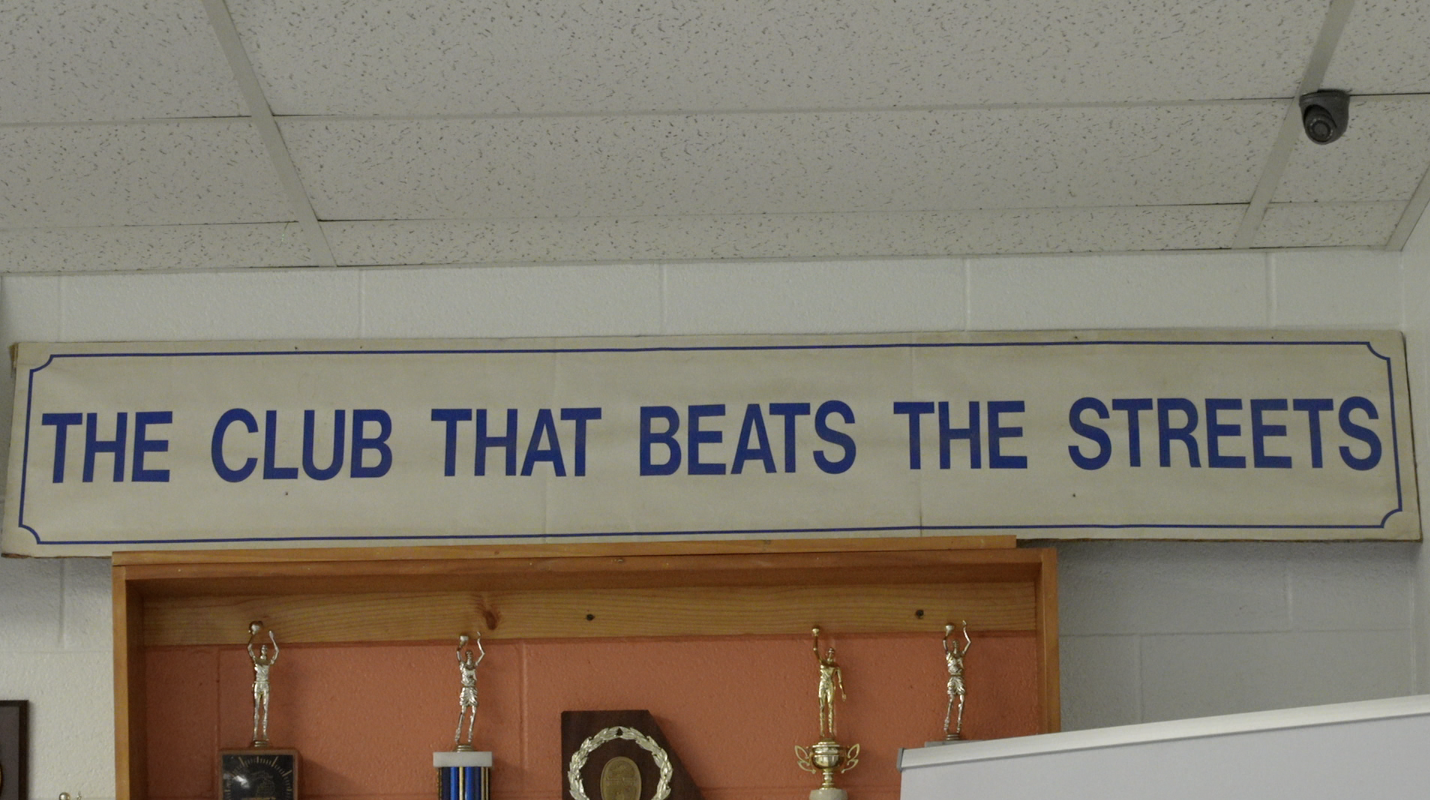 THE CLUB THAT BEATS THE STREETS